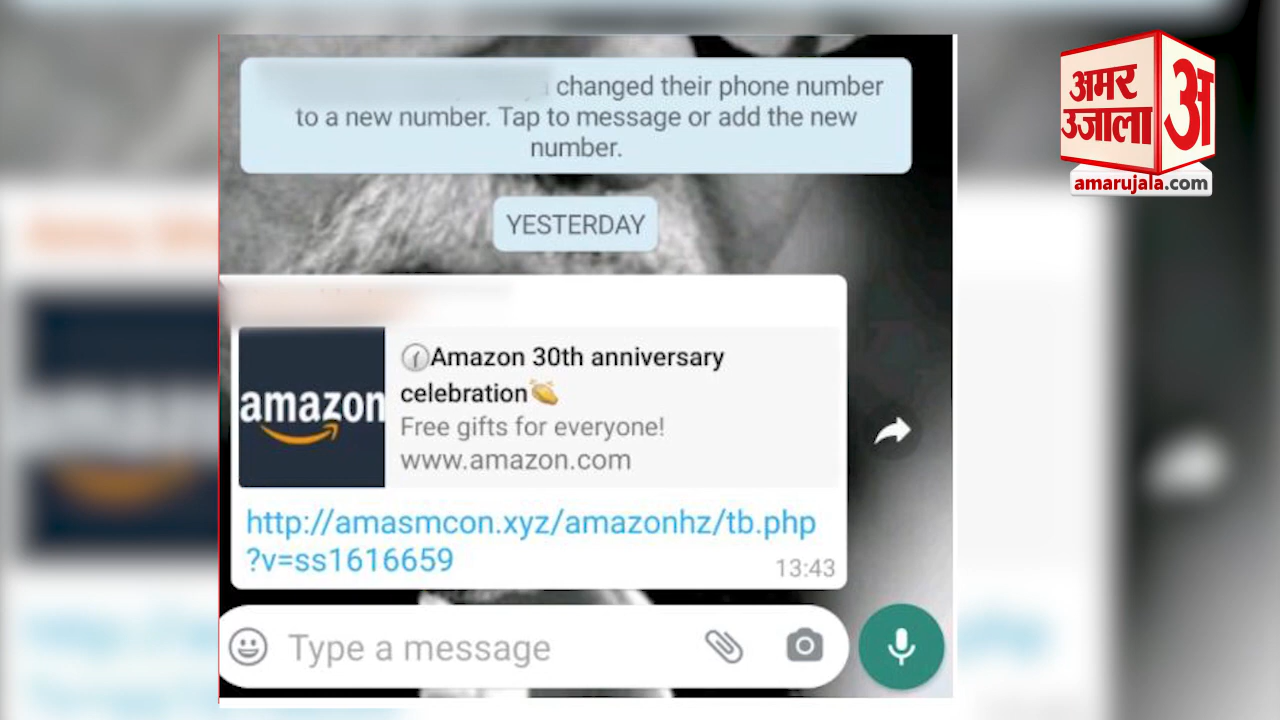 changed their phone number
to a new number. Tap to message or add the new
number.
अमर
उजाला
अ
amarujala.com
YESTERDAY
amazon
🕧Amazon 30th anniversary
celebration👏
Free gifts for everyone!
www.amazon.com
http://amasmcon.xyz/amazonhz/tb.php
?v=ss1616659
13:43
Type a message